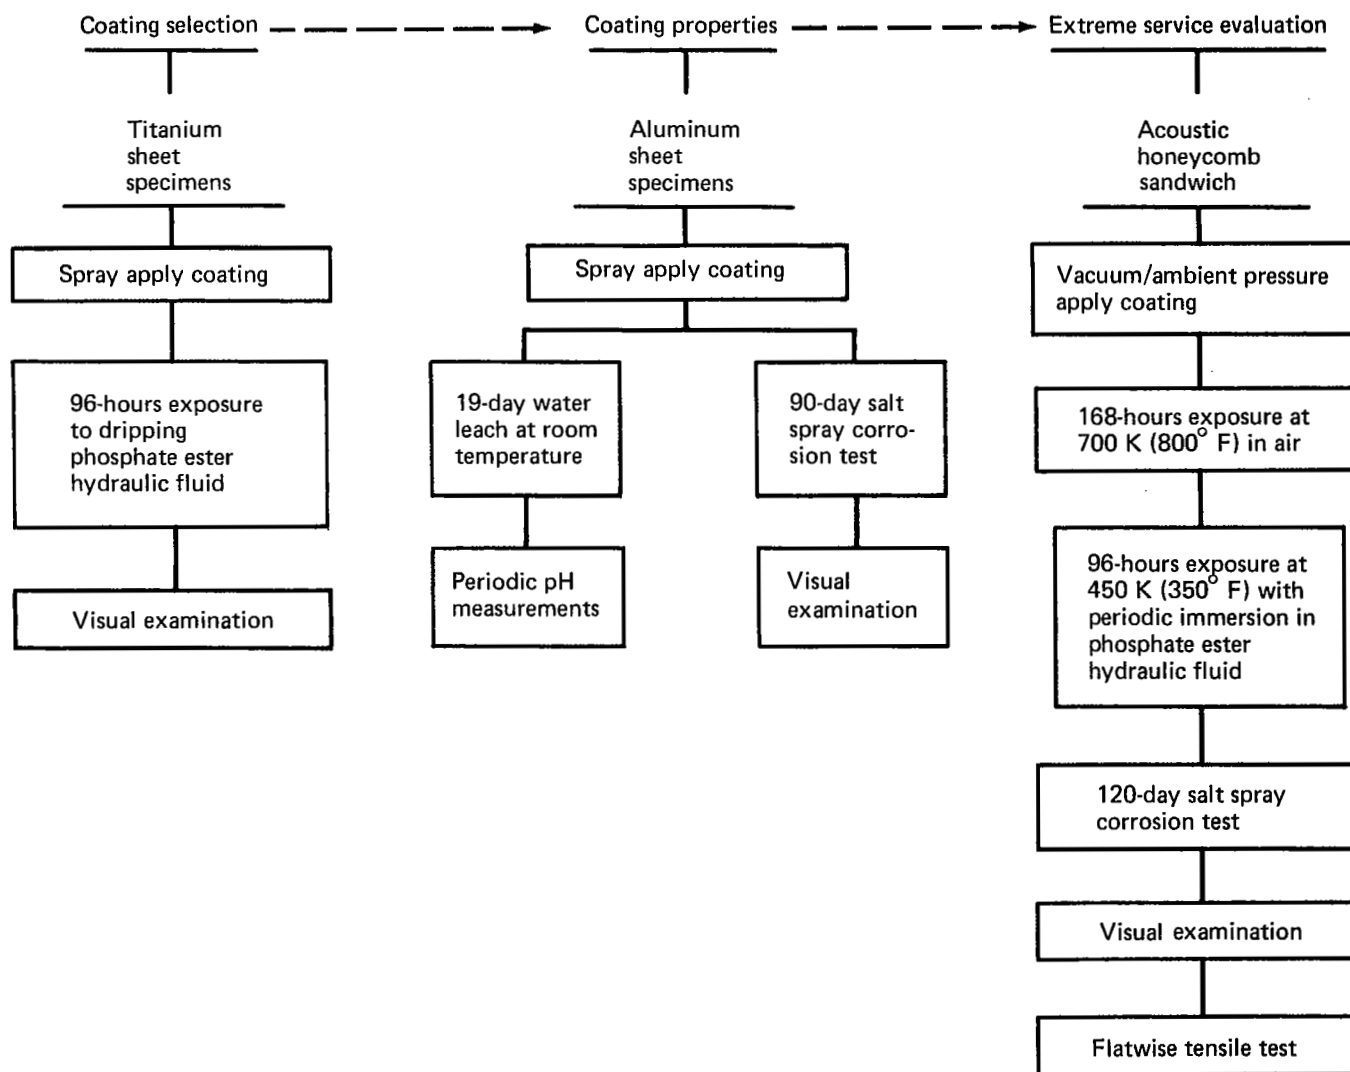 Coating selection
Titanium
sheet
specimens
Spray apply coating
96-hours exposure
to dripping
phosphate ester
hydraulic fluid
Visual examination
Coating properties
Aluminum
sheet
specimens
Spray apply coating
19-day water
leach at room
temperature
Periodic pH
measurements
90-day salt
spray corro-
sion test
Visual
examination
Extreme service evaluation
Acoustic
honeycomb
sandwich
Vacuum/ambient pressure
apply coating
168-hours exposure at
700 K (800° F) in air
96-hours exposure at
450 K (350° F) with
periodic immersion in
phosphate ester
hydraulic fluid
120-day salt spray
corrosion test
Visual examination
Flatwise tensile test